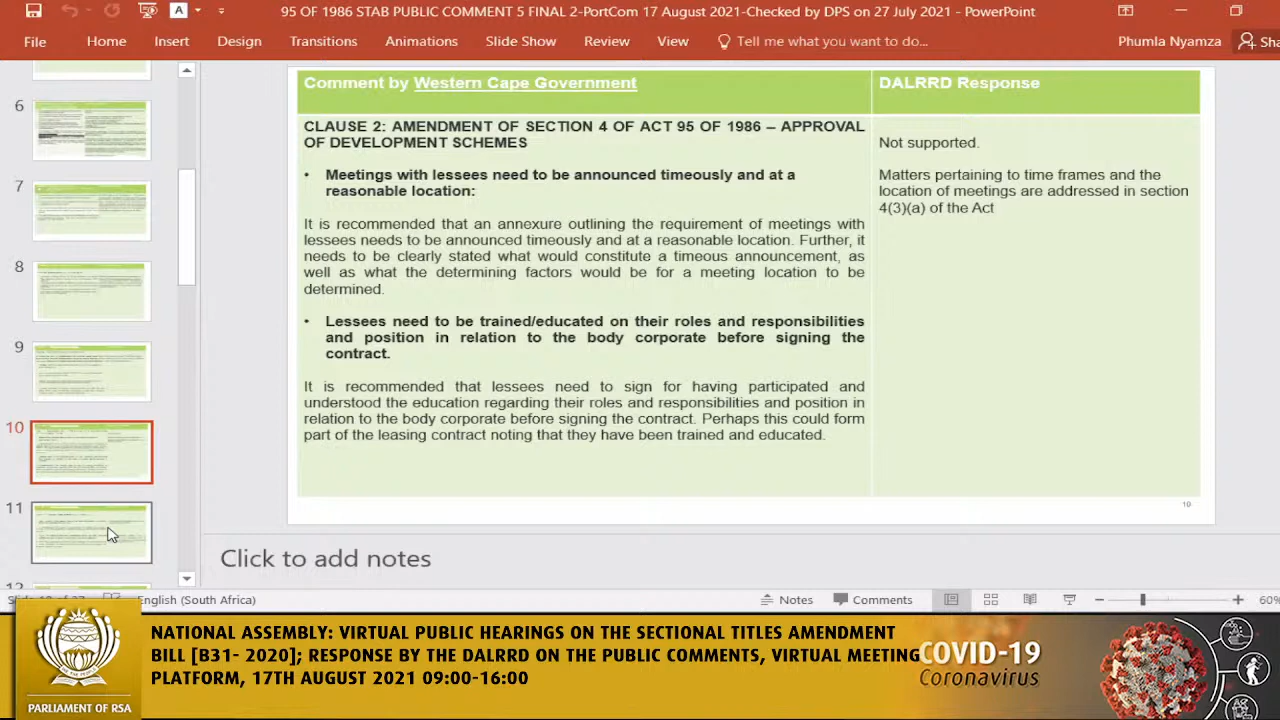 95 OF 1986 STAB PUBLIC COMMENT 5 FINAL 2-PortCom 17 August 2021-Checked by DPS on 27 July 2021 - PowerPoint
File Home Insert Design Transitions Animations Slide Show Review View Tell me what you want to do... Phumla Nyamza Sha
6
7
8
9
10
11
12
Comment by Western Cape Government
CLAUSE 2: AMENDMENT OF SECTION 4 OF ACT 95 OF 1986 – APPROVAL
OF DEVELOPMENT SCHEMES
• Meetings with lessees need to be announced timeously and at a
reasonable location:
It is recommended that an annexure outlining the requirement of meetings with
lessees needs to be announced timeously and at a reasonable location. Further, it
needs to be clearly stated what would constitute a timeous announcement, as
well as what the determining factors would be for a meeting location to be
determined.
• Lessees need to be trained/educated on their roles and responsibilities
and position in relation to the body corporate before signing the
contract.
It is recommended that lessees need to sign for having participated and
understood the education regarding their roles and responsibilities and position in
relation to the body corporate before signing the contract. Perhaps this could form
part of the leasing contract noting that they have been trained and educated.
DALRRD Response
Not supported.
Matters pertaining to time frames and the
location of meetings are addressed in section
4(3)(a) of the Act
10
Click to add notes
English (South Africa) Notes Comments 60%
NATIONAL ASSEMBLY: VIRTUAL PUBLIC HEARINGS ON THE SECTIONAL TITLES AMENDMENT
BILL [B31- 2020]; RESPONSE BY THE DALRRD ON THE PUBLIC COMMENTS, VIRTUAL MEETING
PLATFORM, 17TH AUGUST 2021 09:00-16:00
PARLIAMENT OF RSA
COVID-19
Coronavirus